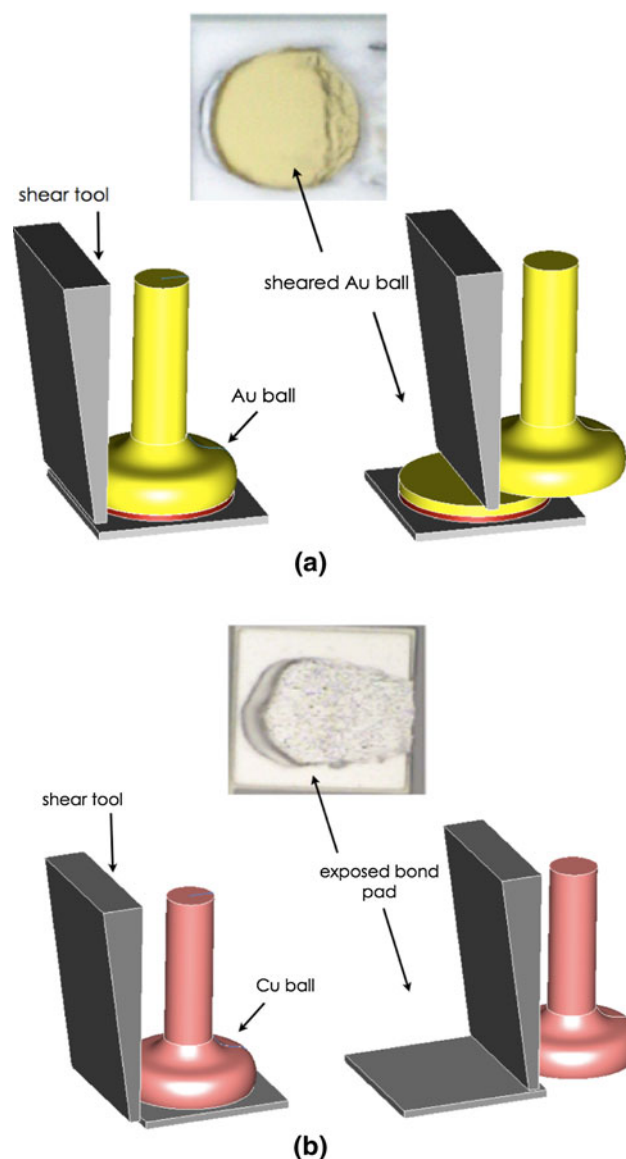 shear tool
sheared Au ball
Au ball
(a)
shear tool
exposed bond
pad
Cu ball
(b)